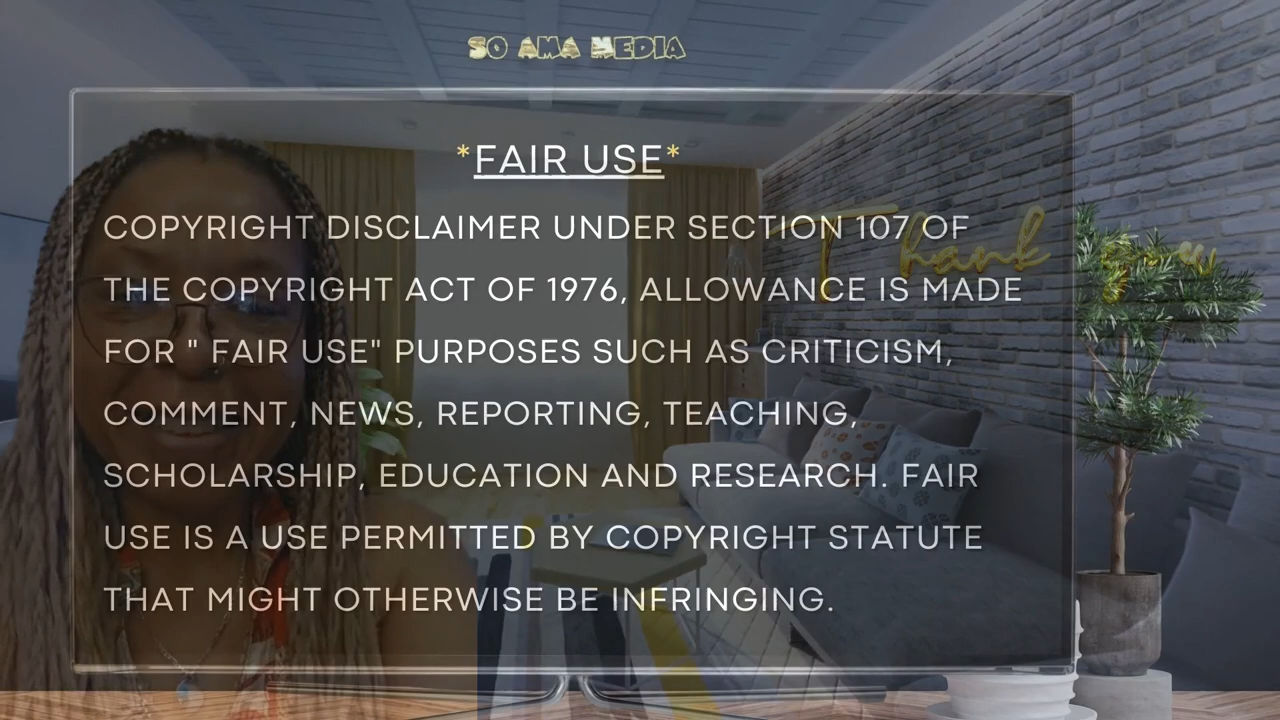 SO AMA MEDIA
*FAIR USE*
COPYRIGHT DISCLAIMER UNDER SECTION 107 OF
THE COPYRIGHT ACT OF 1976, ALLOWANCE IS MADE
FOR " FAIR USE" PURPOSES SUCH AS CRITICISM,
COMMENT, NEWS, REPORTING, TEACHING,
SCHOLARSHIP, EDUCATION AND RESEARCH. FAIR
USE IS A USE PERMITTED BY COPYRIGHT STATUTE
THAT MIGHT OTHERWISE BE INFRINGING.
Thank